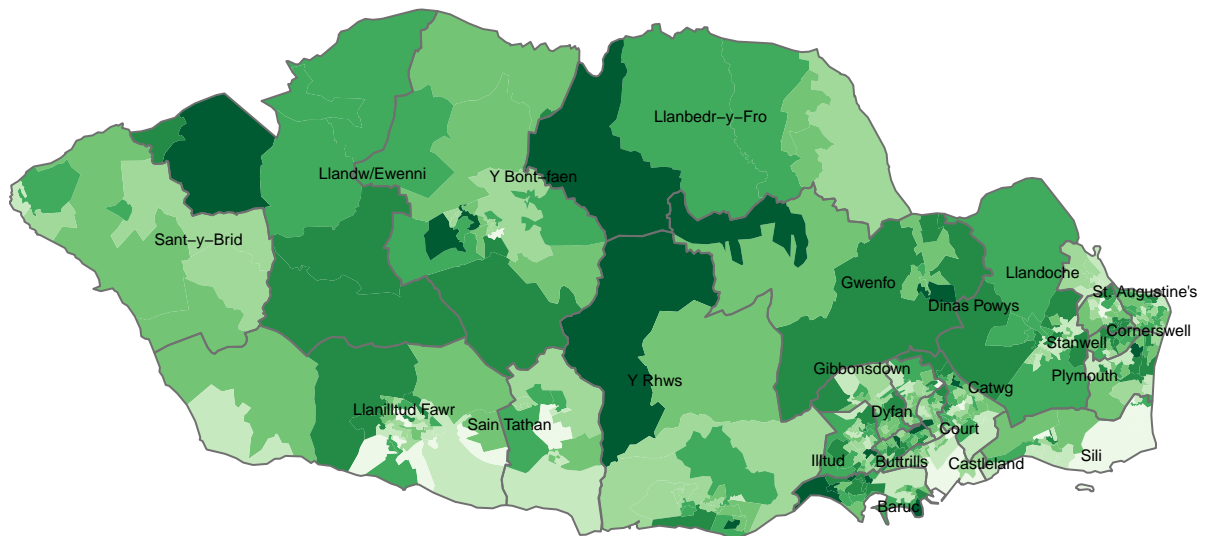 Llanbedr−y−Fro
Llandw/Ewenni
Y Bont−faen
Sant−y−Brid
Llandoche
Gwenfo
St. Augustine's
Dinas Powys
Cornerswell
Stanwell
Gibbonsdown
Plymouth
Y Rhws
Catwg
Llanilltud Fawr
Dyfan
Sain Tathan
Court
Illtud
Buttrills
Castleland
Sili
Baruc